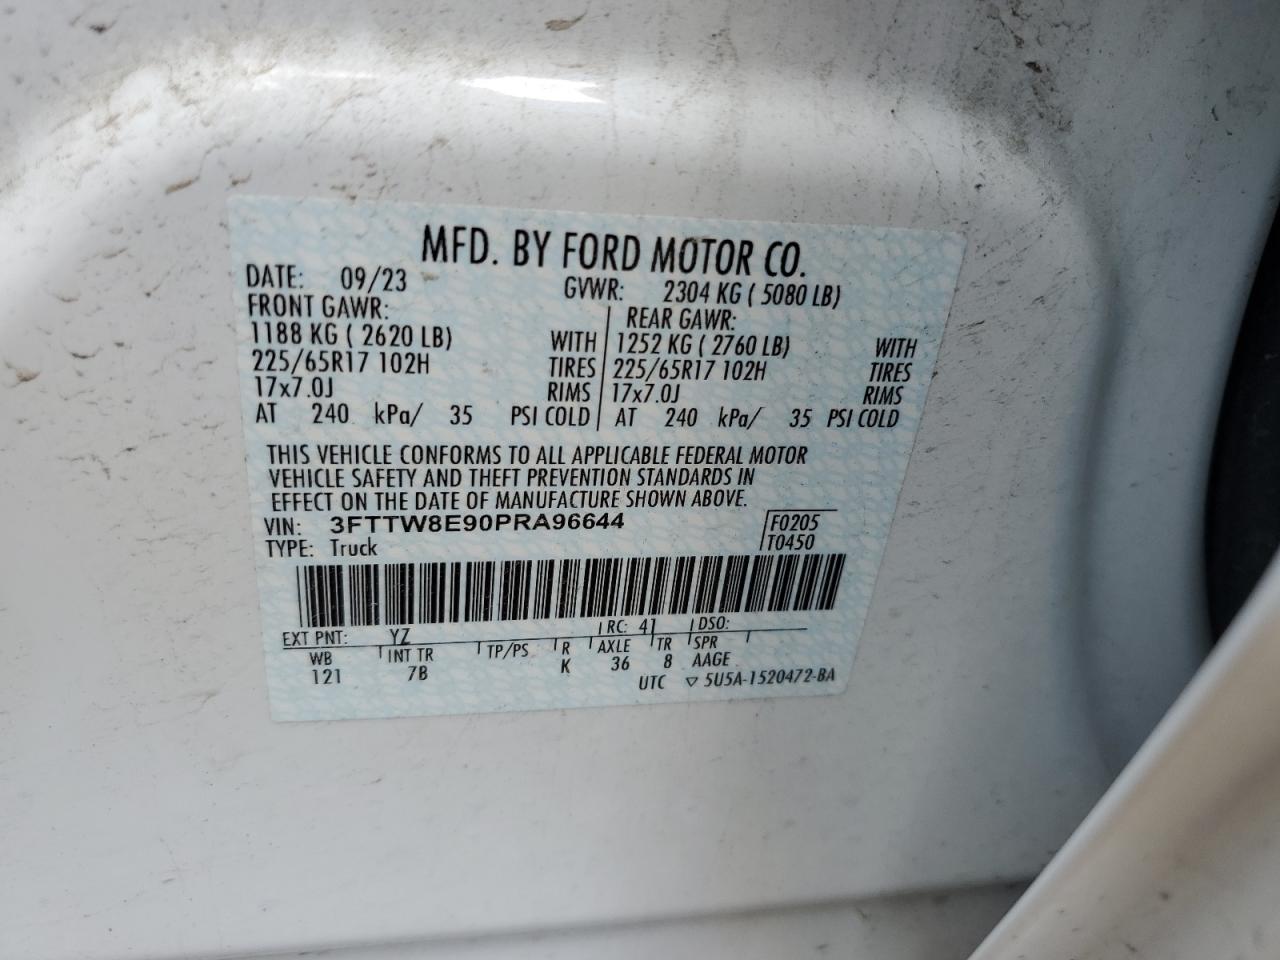 MFD. BY FORD MOTOR CO.
DATE: 09/23 GVWR: 2304 KG ( 5080 LB)
FRONT GAWR: REAR GAWR:
1188 KG ( 2620 LB) WITH 1252 KG ( 2760 LB) WITH
225/65R17 102H TIRES 225/65R17 102H TIRES
17x7.0J RIMS 17x7.0J RIMS
AT 240 kPa/ 35 PSI COLD AT 240 kPa/ 35 PSI COLD
THIS VEHICLE CONFORMS TO ALL APPLICABLE FEDERAL MOTOR
VEHICLE SAFETY AND THEFT PREVENTION STANDARDS IN
EFFECT ON THE DATE OF MANUFACTURE SHOWN ABOVE.
VIN: 3FTTW8E90PRA96644 F0205
TYPE: Truck T0450
EXT PNT: YZ RC: 41 DSO:
WB INT TR TP/PS R AXLE TR SPR
121 7B K 36 8 AAGE
UTC ▽ 5U5A-1520472-BA